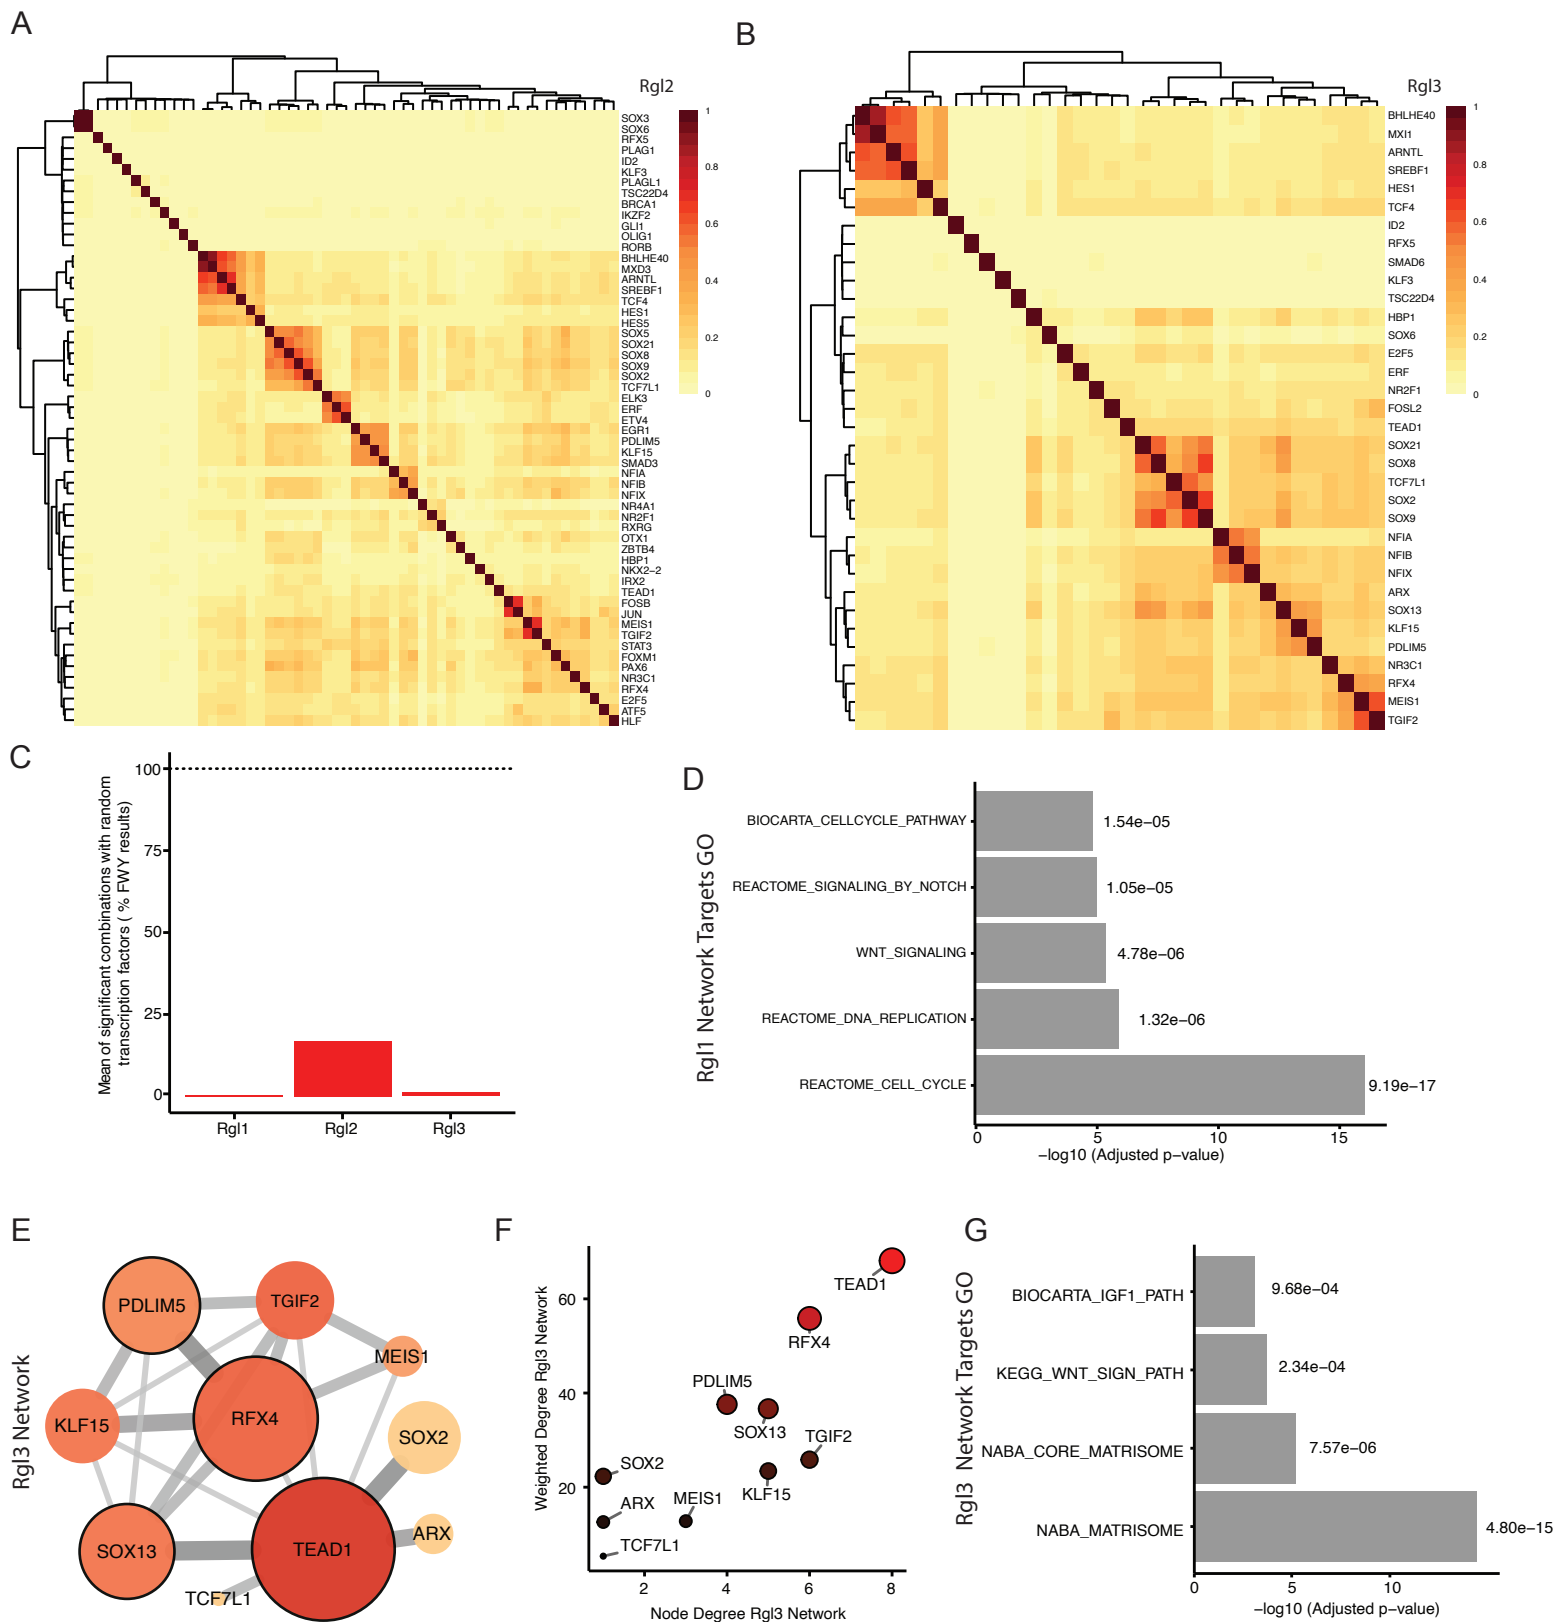 A
Rgl2
1
0.8
0.6
0.4
0.2
0
SOX3
SOX6
RFX5
PLAG1
ID2
KLF3
PLAGL1
TSC22D4
BRCA1
IKZF2
GLI1
OLIG1
RORB
BHLHE40
MXD3
ARNTL
SREBF1
TCF4
HES1
HES5
SOX5
SOX21
SOX8
SOX9
SOX2
TCF7L1
ELK3
ERF
ETV4
EGR1
PDLIM5
KLF15
SMAD3
NFIA
NFIB
NFIX
NR4A1
NR2F1
RXRG
OTX1
ZBTB4
HBP1
NKX2−2
IRX2
TEAD1
FOSB
JUN
MEIS1
TGIF2
STAT3
FOXM1
PAX6
NR3C1
RFX4
E2F5
ATF5
HLF
B
Rgl3
1
0.8
0.6
0.4
0.2
0
BHLHE40
MXI1
ARNTL
SREBF1
HES1
TCF4
ID2
RFX5
SMAD6
KLF3
TSC22D4
HBP1
SOX6
E2F5
ERF
NR2F1
FOSL2
TEAD1
SOX21
SOX8
TCF7L1
SOX2
SOX9
NFIA
NFIB
NFIX
ARX
SOX13
KLF15
PDLIM5
NR3C1
RFX4
MEIS1
TGIF2
C
Mean of significant combinations with random
transcription factors ( % FWY results)
100
75
50
25
0
Rgl1
Rgl2
Rgl3
D
Rgl1 Network Targets GO
BIOCARTA_CELLCYCLE_PATHWAY
1.54e−05
REACTOME_SIGNALING_BY_NOTCH
1.05e−05
WNT_SIGNALING
4.78e−06
REACTOME_DNA_REPLICATION
1.32e−06
REACTOME_CELL_CYCLE
9.19e−17
0
5
10
15
−log10 (Adjusted p−value)
E
Rgl3 Network
PDLIM5
TGIF2
MEIS1
KLF15
RFX4
SOX2
SOX13
TEAD1
ARX
TCF7L1
F
Weighted Degree Rgl3 Network
60
40
20
TEAD1
RFX4
PDLIM5
SOX13
TGIF2
SOX2
KLF15
ARX
MEIS1
TCF7L1
2
4
6
8
Node Degree Rgl3 Network
G
Rgl3 Network Targets GO
BIOCARTA_IGF1_PATH
9.68e−04
KEGG_WNT_SIGN_PATH
2.34e−04
NABA_CORE_MATRISOME
7.57e−06
NABA_MATRISOME
4.80e−15
0
5
10
−log10 (Adjusted p−value)